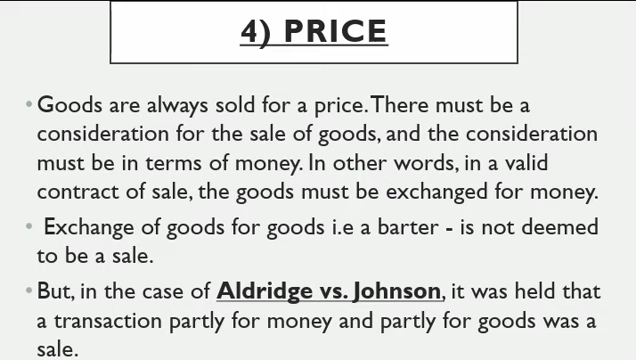 4) PRICE
• Goods are always sold for a price. There must be a
consideration for the sale of goods, and the consideration
must be in terms of money. In other words, in a valid
contract of sale, the goods must be exchanged for money.
• Exchange of goods for goods i.e a barter - is not deemed
to be a sale.
• But, in the case of Aldridge vs. Johnson, it was held that
a transaction partly for money and partly for goods was a
sale.